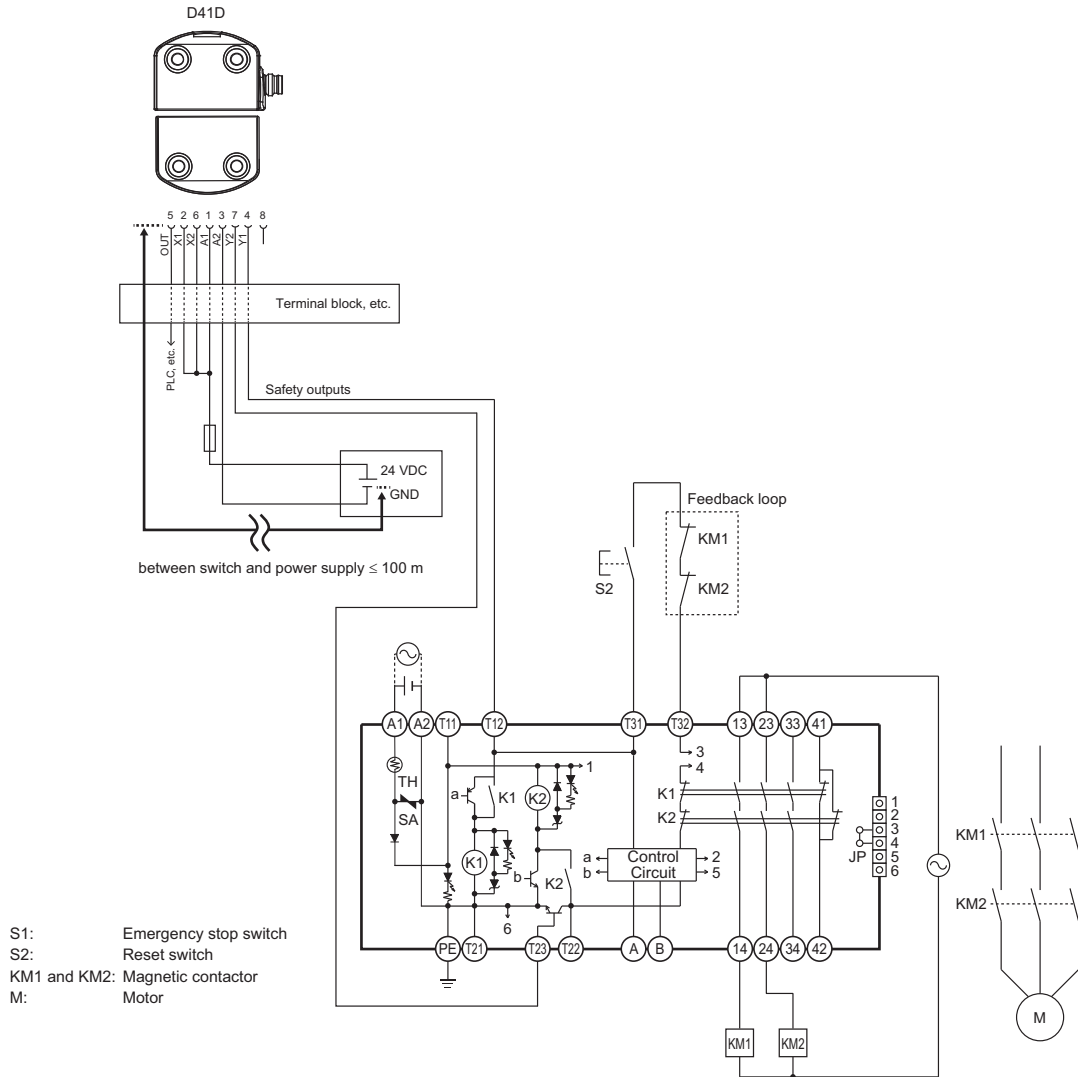 D41D
5 2 6 1 3 7 4 8
OUT X1 X2 A1 A2 Y2 Y1
Terminal block, etc.
PLC, etc.
Safety outputs
24 VDC
GND
between switch and power supply ≤ 100 m
Feedback loop
KM1
S2
KM2
A1 A2 T11 T12 T31 T32 13 23 33 41
3
1
4
TH
a K1 K2
K1
SA
K2
1
2
3
4
5
6
JP
K1
b K2
a
b
Control
Circuit
2
5
6
KM1
KM2
PE T21 T23 T22 A B 14 24 34 42
S1: Emergency stop switch
S2: Reset switch
KM1 and KM2: Magnetic contactor
M: Motor
KM1 KM2
M